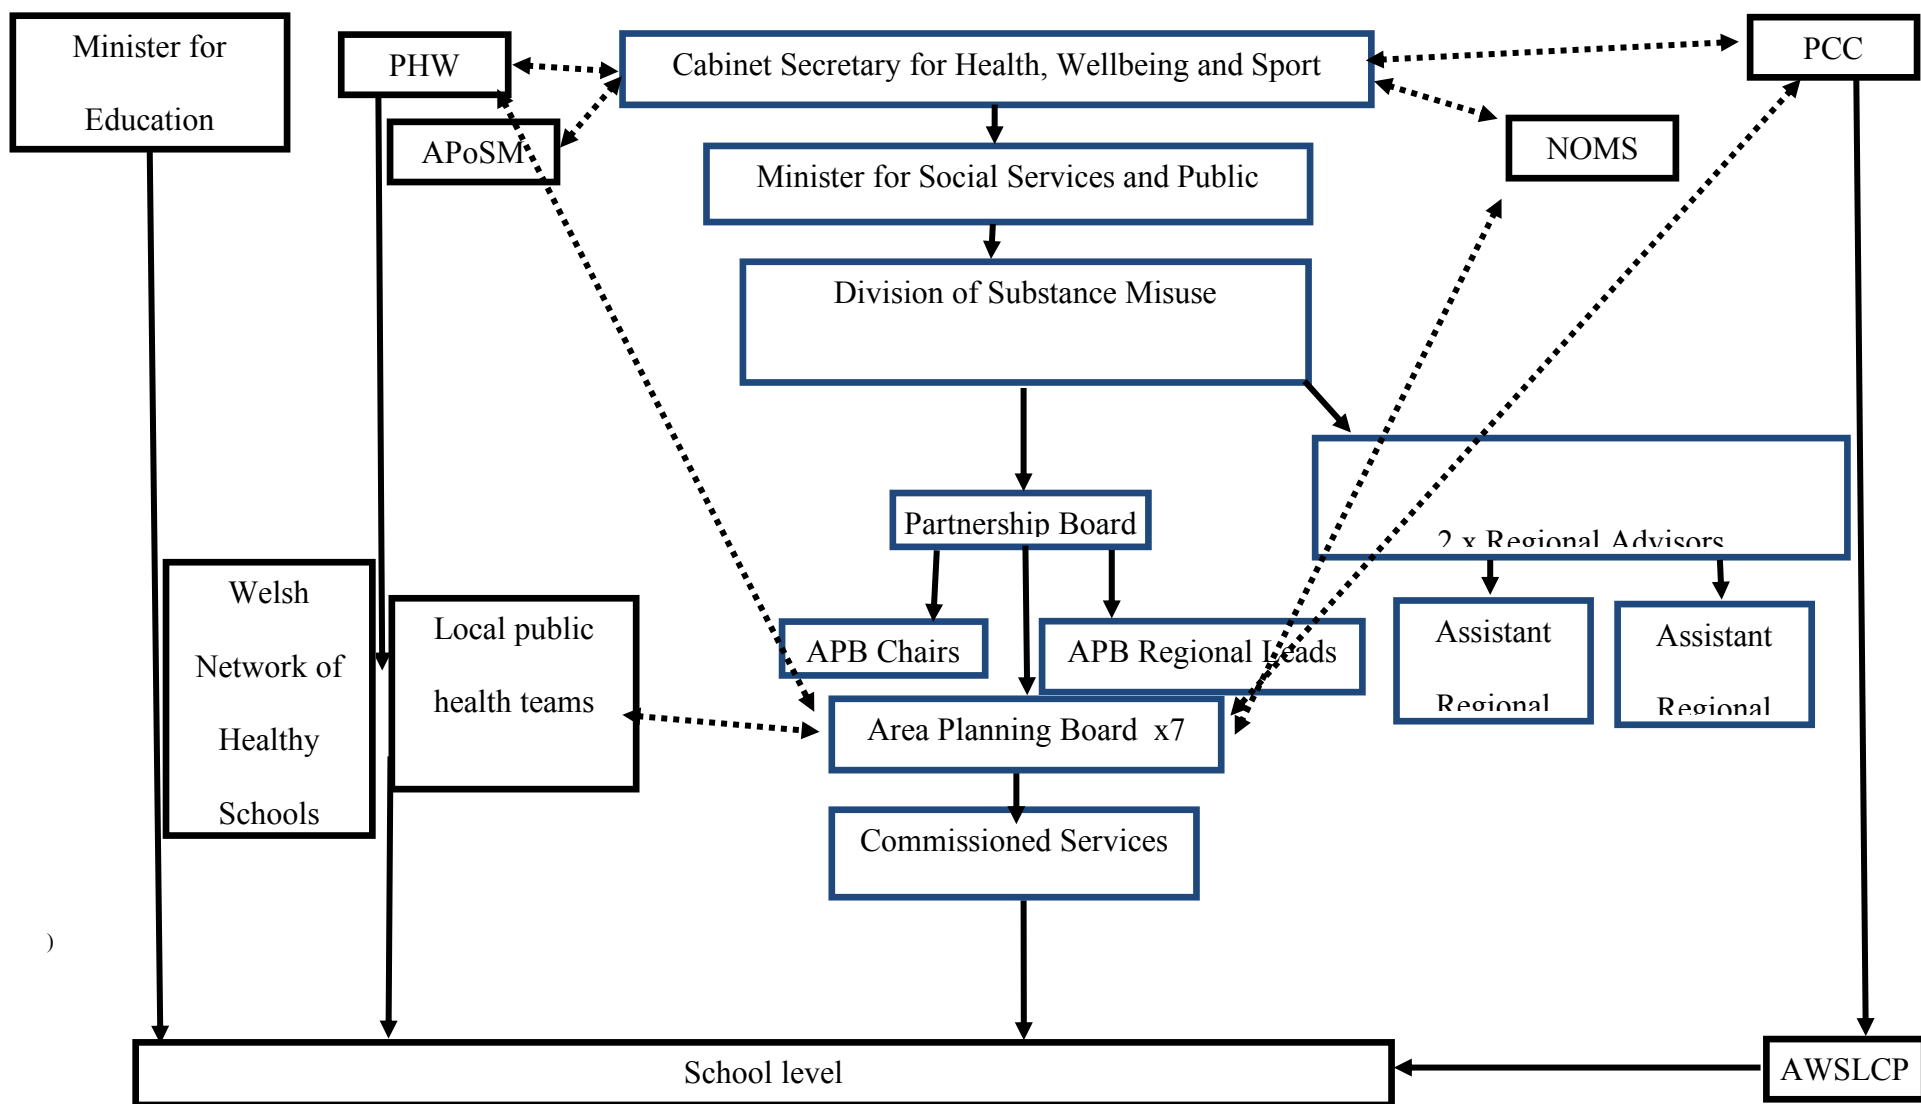 Minister for
Education
PHW
Cabinet Secretary for Health, Wellbeing and Sport
PCC
APoSM
NOMS
Minister for Social Services and Public
Division of Substance Misuse
Partnership Board
2 x Regional Advisors
Welsh
Network of
Healthy
Schools
Local public
health teams
APB Chairs
APB Regional Leads
Assistant
Regional
Assistant
Regional
Area Planning Board x7
Commissioned Services
)
School level
AWSLCP